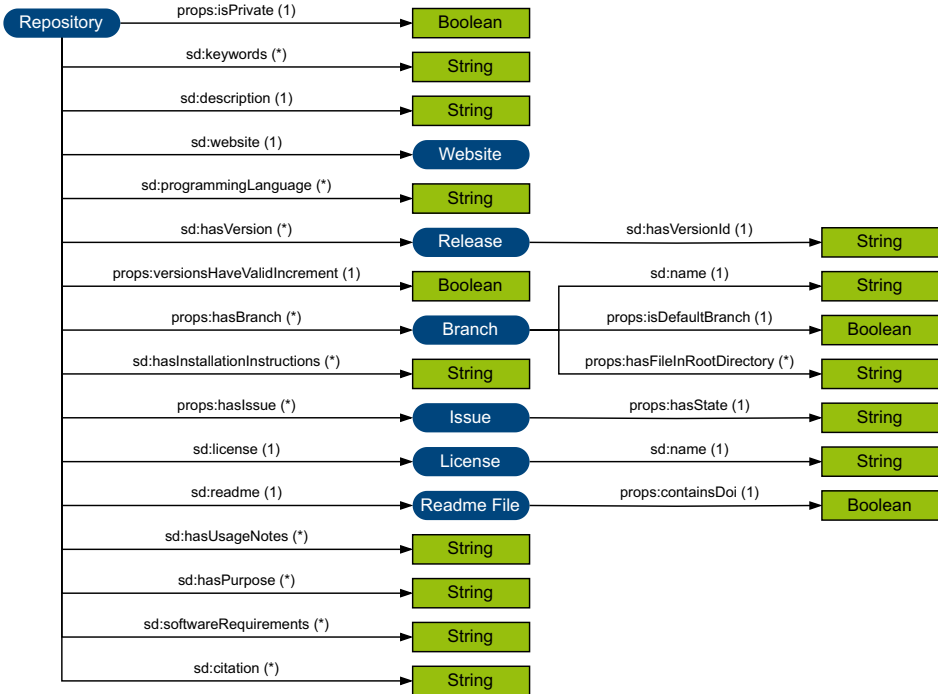 Repository
props:isPrivate (1)
Boolean
sd:keywords (*)
String
sd:description (1)
String
sd:website (1)
Website
sd:programmingLanguage (*)
String
sd:hasVersion (*)
Release
sd:hasVersionId (1)
String
props:versionsHaveValidIncrement (1)
Boolean
sd:name (1)
String
props:hasBranch (*)
Branch
props:isDefaultBranch (1)
Boolean
sd:hasInstallationInstructions (*)
String
props:hasFileInRootDirectory (*)
String
props:hasIssue (*)
Issue
props:hasState (1)
String
sd:license (1)
License
sd:name (1)
String
sd:readme (1)
Readme File
props:containsDoi (1)
Boolean
sd:hasUsageNotes (*)
String
sd:hasPurpose (*)
String
sd:softwareRequirements (*)
String
sd:citation (*)
String